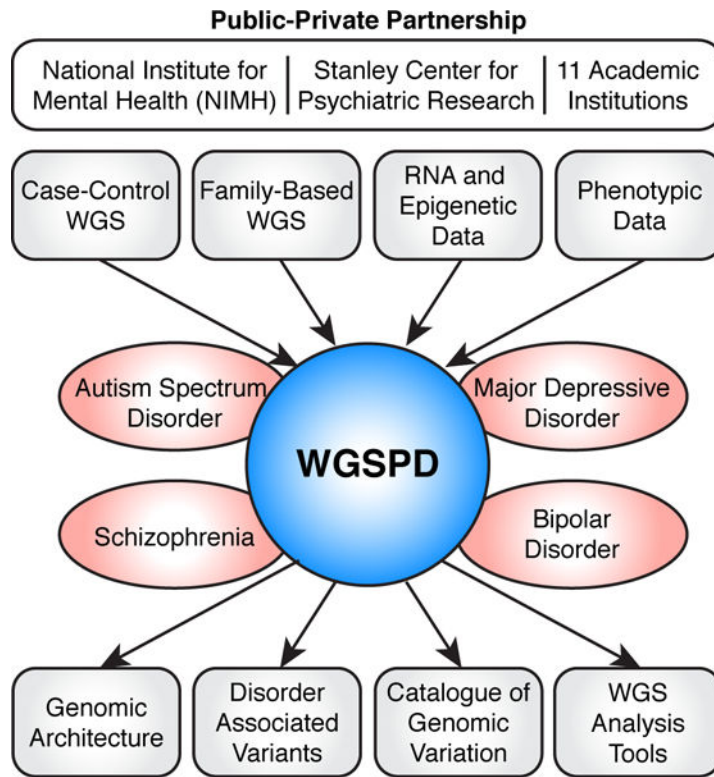 Public-Private Partnership
National Institute for
Mental Health (NIMH)
Stanley Center for
Psychiatric Research
11 Academic
Institutions
Case-Control
WGS
Family-Based
WGS
RNA and
Epigenetic
Data
Phenotypic
Data
Autism Spectrum
Disorder
Major Depressive
Disorder
WGSPD
Schizophrenia
Bipolar
Disorder
Genomic
Architecture
Disorder
Associated
Variants
Catalogue of
Genomic
Variation
WGS
Analysis
Tools